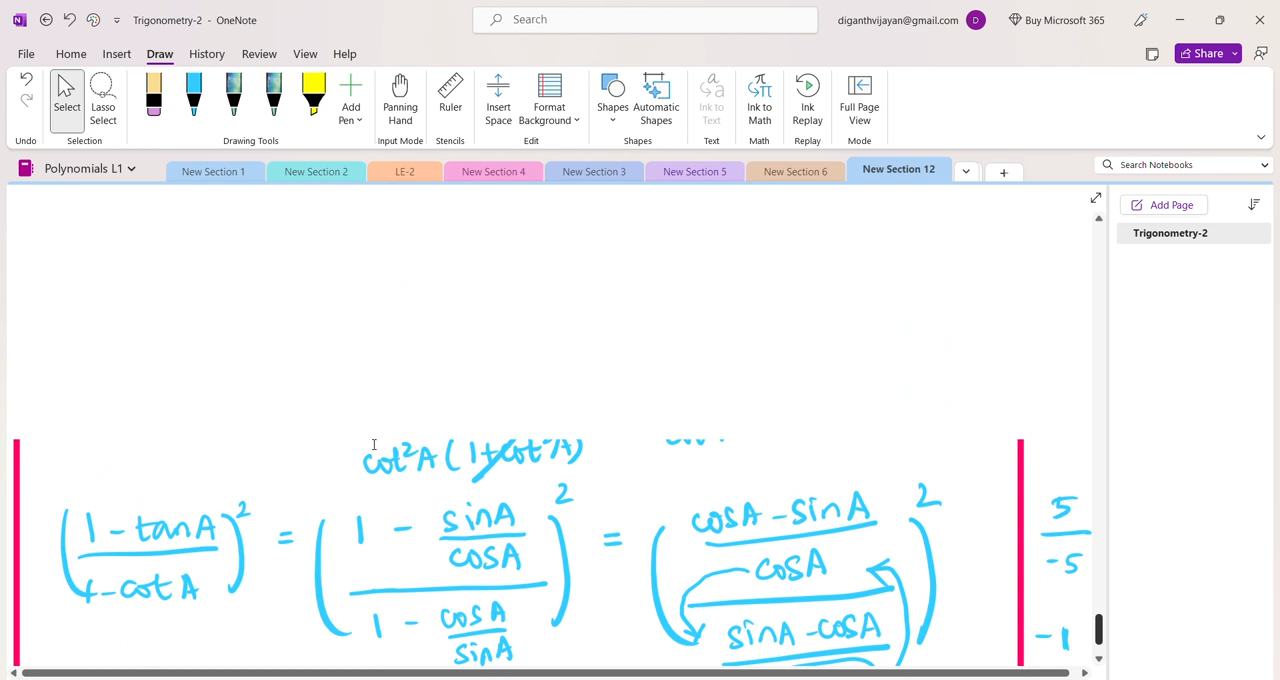 Trigonometry-2 - OneNote
Search
diganthvijayan@gmail.com D
Buy Microsoft 365
File Home Insert Draw History Review View Help
Share
Undo
Select
Lasso Select
Selection
Drawing Tools
Add Pen
Panning Hand
Input Mode
Ruler
Stencils
Insert Space
Format Background
Edit
Shapes
Automatic Shapes
Shapes
Ink to Text
Text
Ink to Math
Math
Ink Replay
Replay
Full Page View
Mode
Polynomials L1
New Section 1 New Section 2 LE-2 New Section 4 New Section 3 New Section 5 New Section 6 New Section 12
Search Notebooks
Add Page
Trigonometry-2
cot²A (1+cot²A)
((1 - tanA)/(1 - cotA))² = ((1 - sinA/cosA)/(1 - cosA/sinA))² = ((cosA - sinA)/cosA / (sinA - cosA)/)²
5/-5
-1